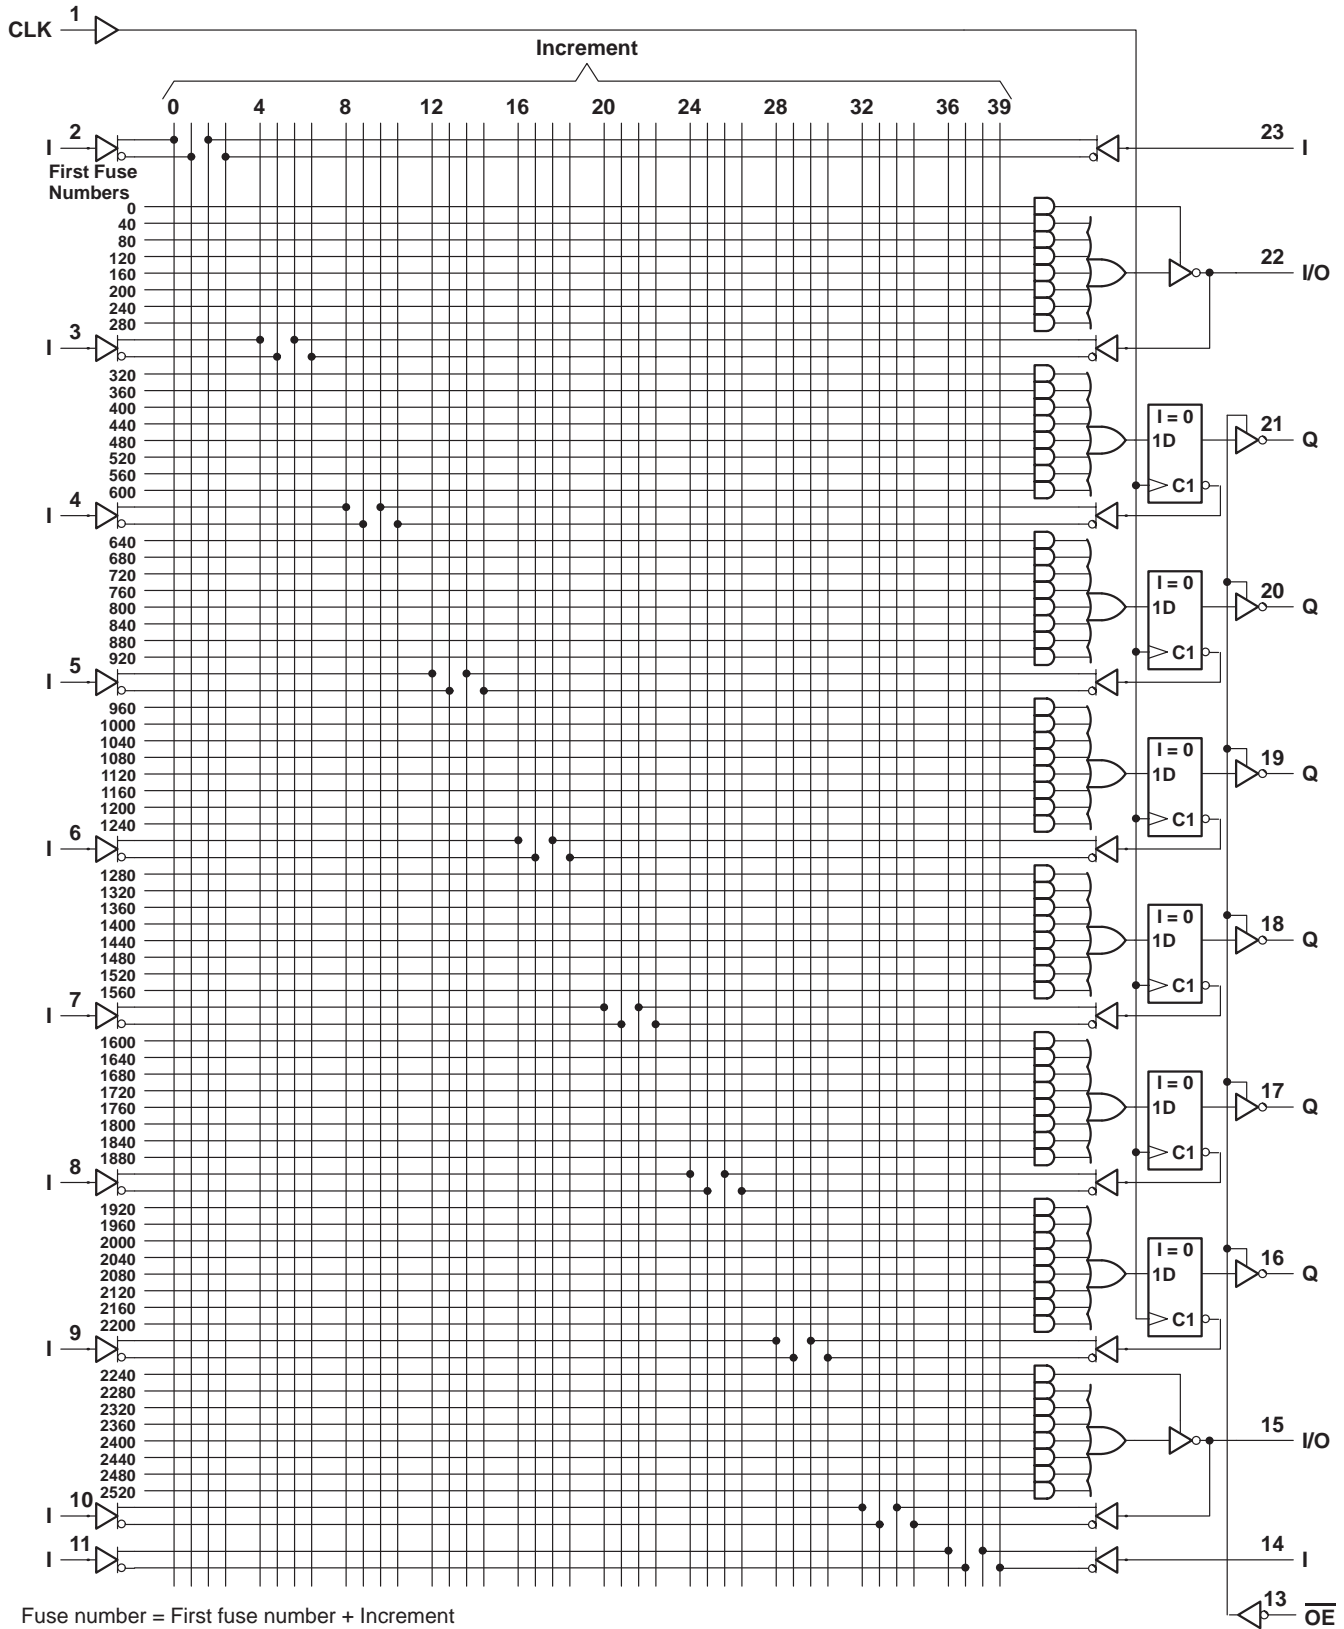 CLK 1
Increment
0 4 8 12 16 20 24 28 32 36 39
I 2 23 I
First Fuse
Numbers
0
40
80
120
160 22 I/O
200
240
280
I 3
320
360
400 I = 0
440 21 Q
480 1D
520
560
600 C1
I 4
640
680
720 I = 0
760 20 Q
800 1D
840
880
920 C1
I 5
960
1000
1040 I = 0
1080 19 Q
1120 1D
1160
1200
1240 C1
I 6
1280
1320
1360 I = 0
1400 18 Q
1440 1D
1480
1520
1560 C1
I 7
1600
1640
1680 I = 0
1720 17 Q
1760 1D
1800
1840
1880 C1
I 8
1920
1960
2000 I = 0
2040 16 Q
2080 1D
2120
2160
2200 C1
I 9
2240
2280
2320
2360
2400 15 I/O
2440
2480
2520
I 10
I 11 14 I
Fuse number = First fuse number + Increment
13 OE